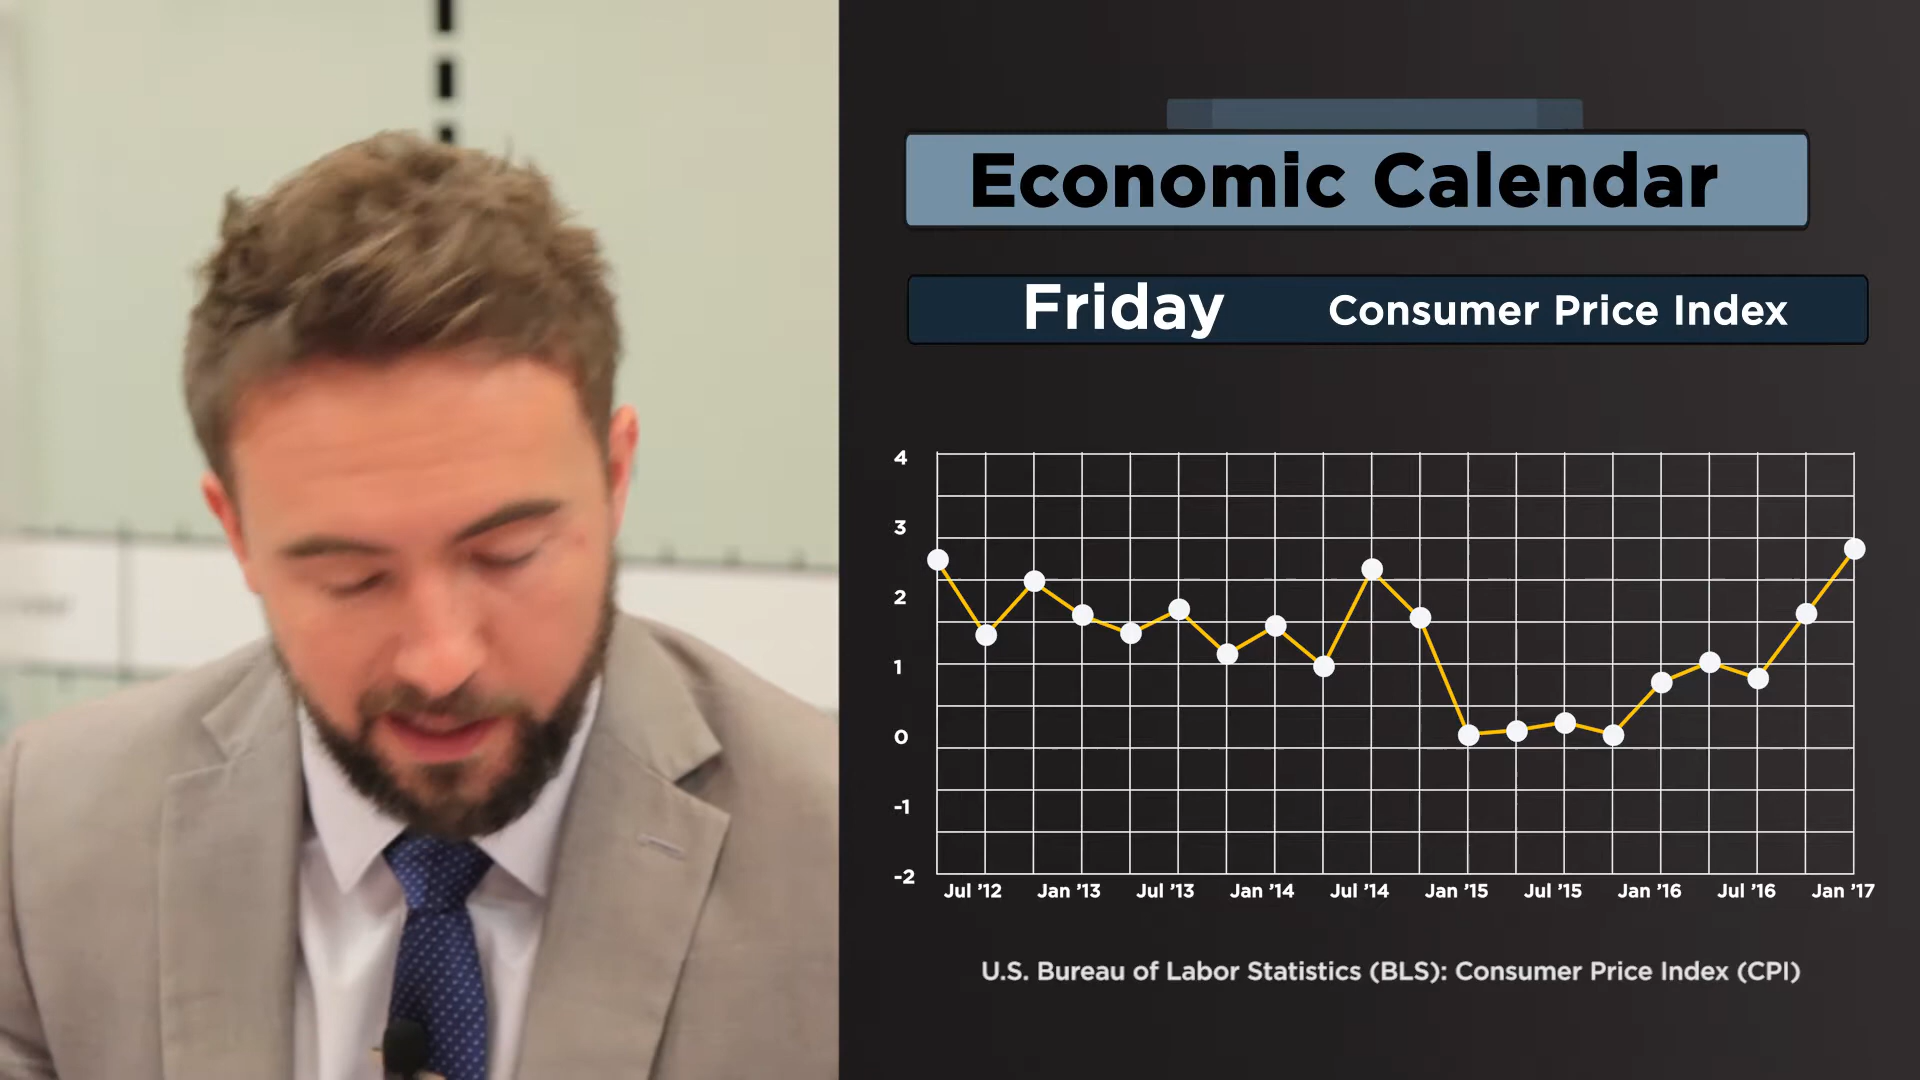 Economic Calendar
Friday Consumer Price Index
4
3
2
1
0
-1
-2
Jul ’12 Jan ’13 Jul ’13 Jan ’14 Jul ’14 Jan ’15 Jul ’15 Jan ’16 Jul ’16 Jan ’17
U.S. Bureau of Labor Statistics (BLS): Consumer Price Index (CPI)